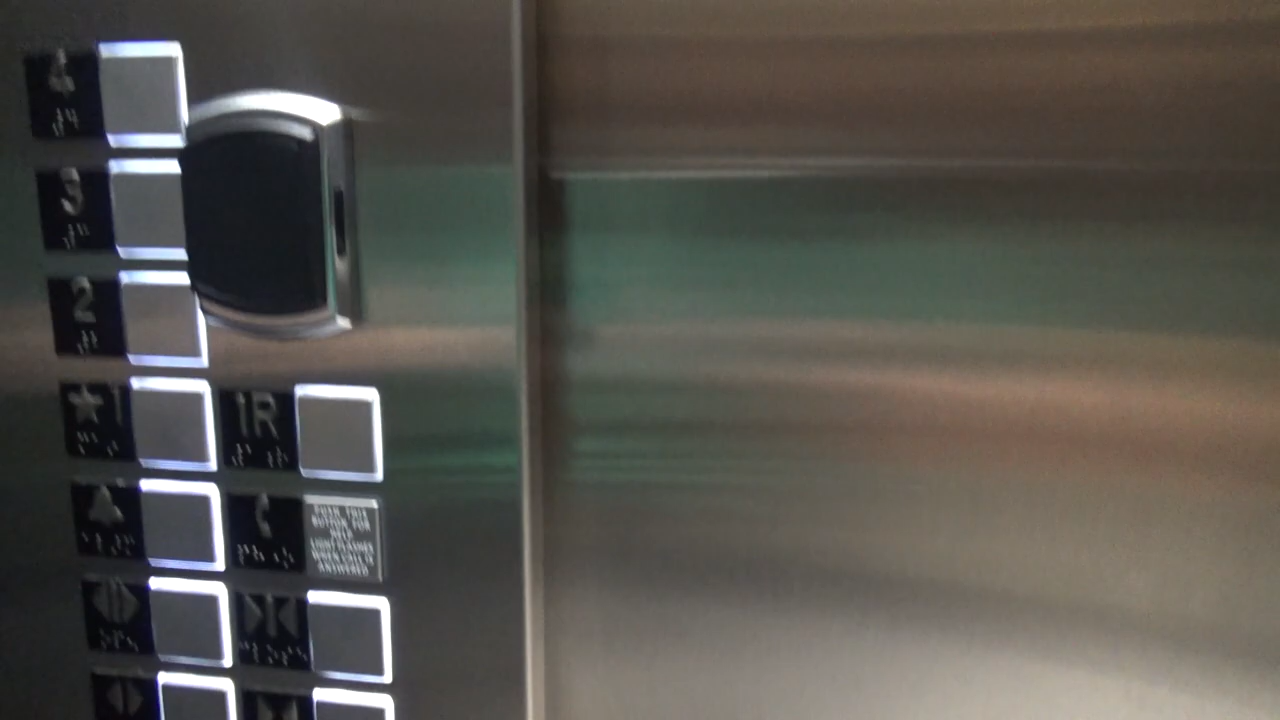 4
3
2
★1
1R
PUSH THIS
BUTTON FOR
HELP
LIGHT FLASHES
WHEN CALL IS
ANSWERED